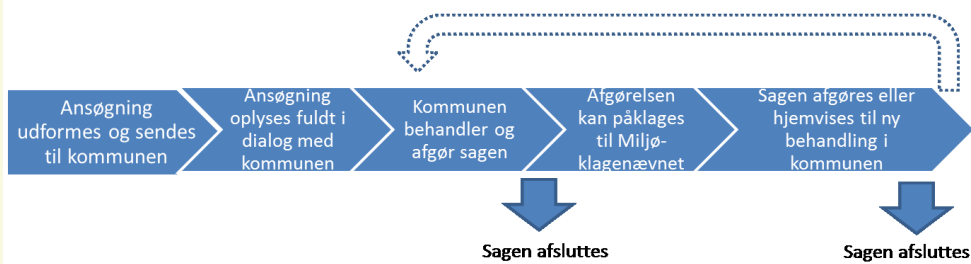 Ansøgning
udformes og sendes
til kommunen
Ansøgning
oplyses fuldt i
dialog med
kommunen
Kommunen
behandler og
afgør sagen
Afgørelsen
kan påklages
til Miljø-
klagenævnet
Sagen afgøres eller
hjemvises til ny
behandling i
kommunen
Sagen afsluttes
Sagen afsluttes